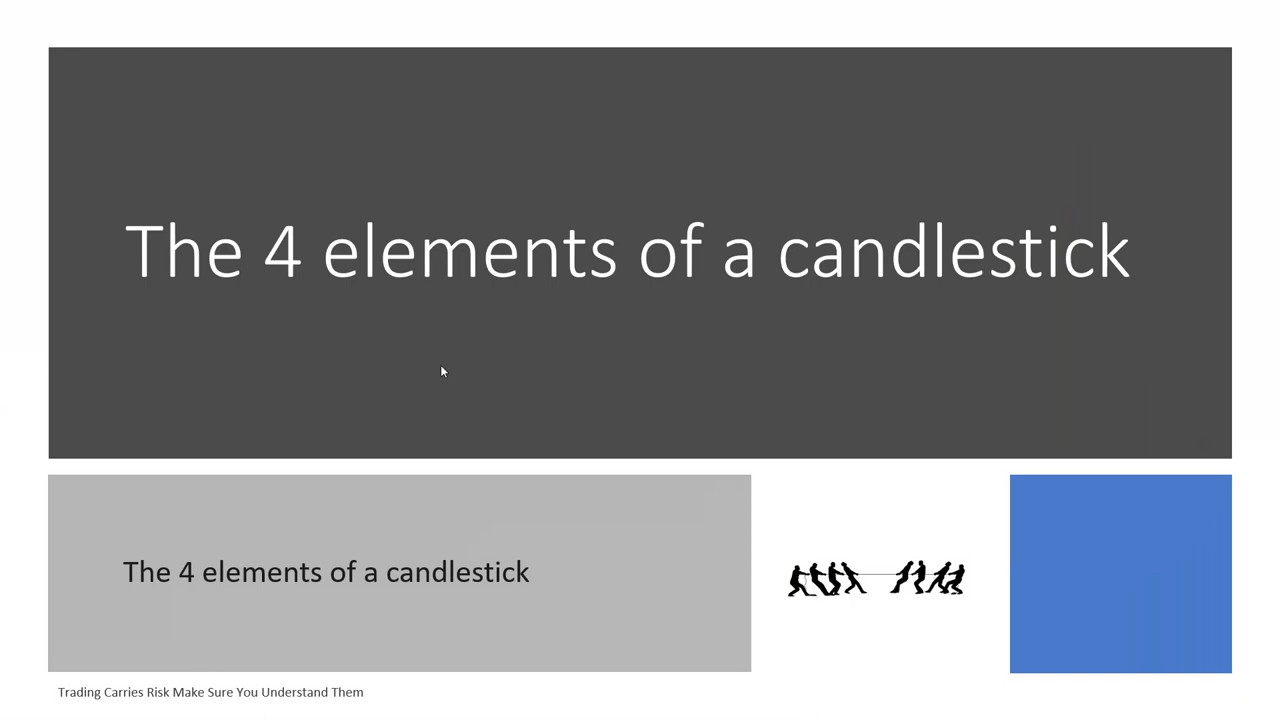 The 4 elements of a candlestick
The 4 elements of a candlestick
Trading Carries Risk Make Sure You Understand Them